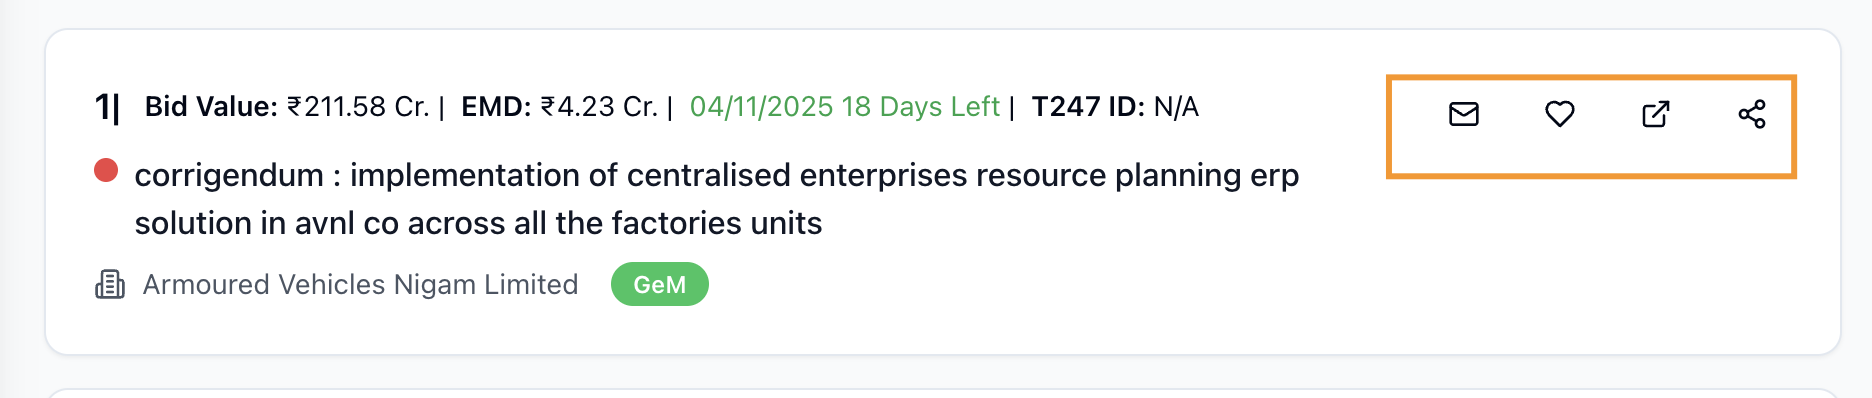 1| Bid Value: ₹211.58 Cr. | EMD: ₹4.23 Cr. | 04/11/2025 18 Days Left | T247 ID: N/A
corrigendum : implementation of centralised enterprises resource planning erp
solution in avnl co across all the factories units
Armoured Vehicles Nigam Limited GeM